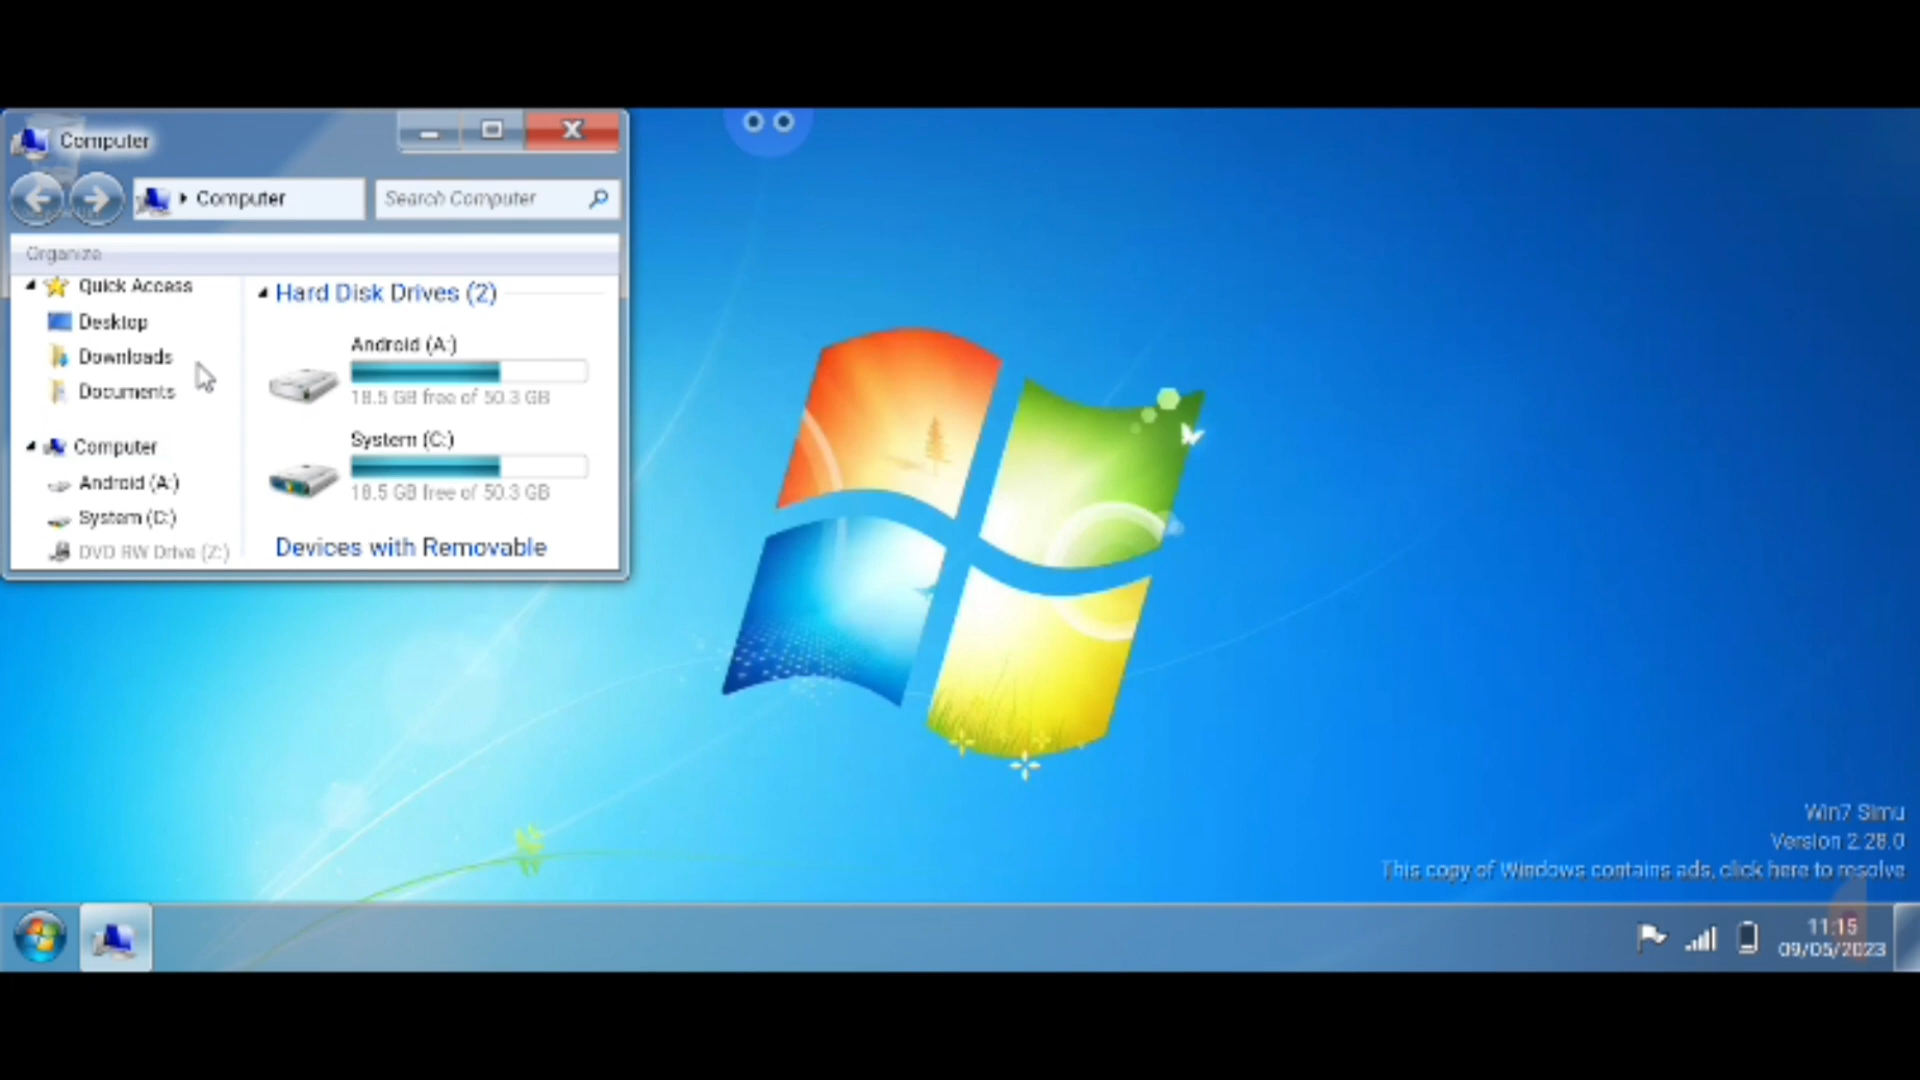 Computer
Computer
Search Computer
Organize
Quick Access
Desktop
Downloads
Documents
Computer
Android (A:)
System (C:)
DVD RW Drive (Z:)
Hard Disk Drives (2)
Android (A:)
18.5 GB free of 50.3 GB
System (C:)
18.5 GB free of 50.3 GB
Devices with Removable
Win7 Simu
Version 2.28.0
This copy of Windows contains ads, click here to resolve
11:15
09/05/2023